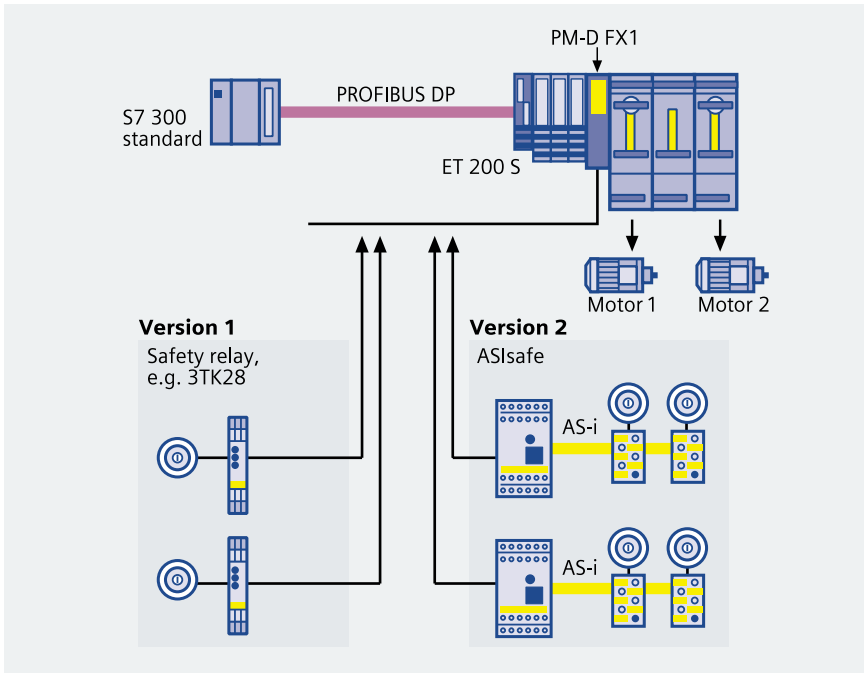 PM-D FX1
PROFIBUS DP
S7 300
standard
ET 200 S
Motor 1
Motor 2
Version 1
Safety relay,
e.g. 3TK28
Version 2
ASIsafe
AS-i
AS-i